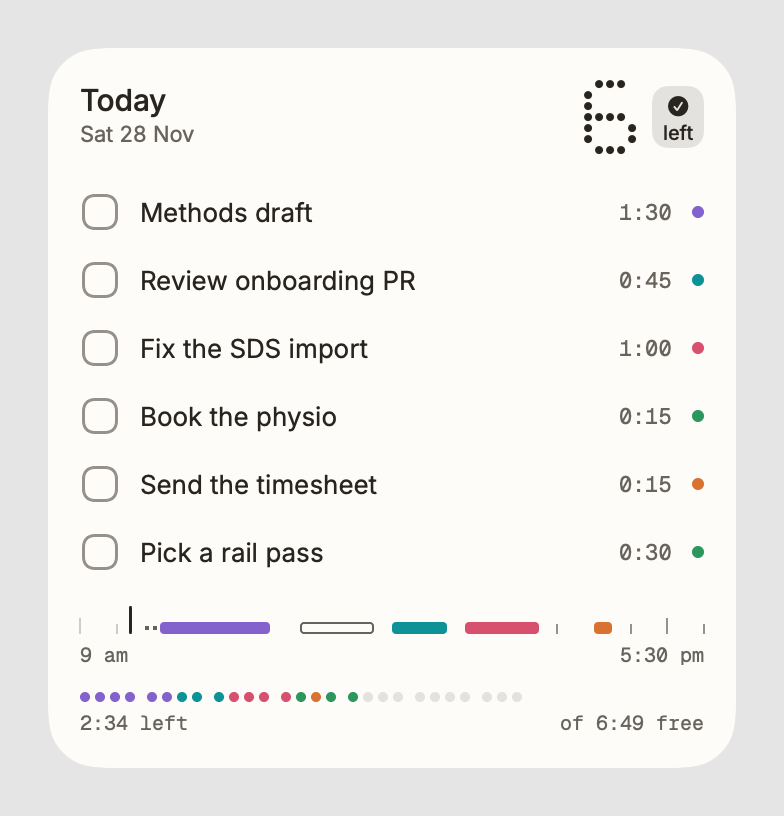 Today
Sat 28 Nov
6
left
Methods draft 1:30
Review onboarding PR 0:45
Fix the SDS import 1:00
Book the physio 0:15
Send the timesheet 0:15
Pick a rail pass 0:30
9 am 5:30 pm
2:34 left of 6:49 free